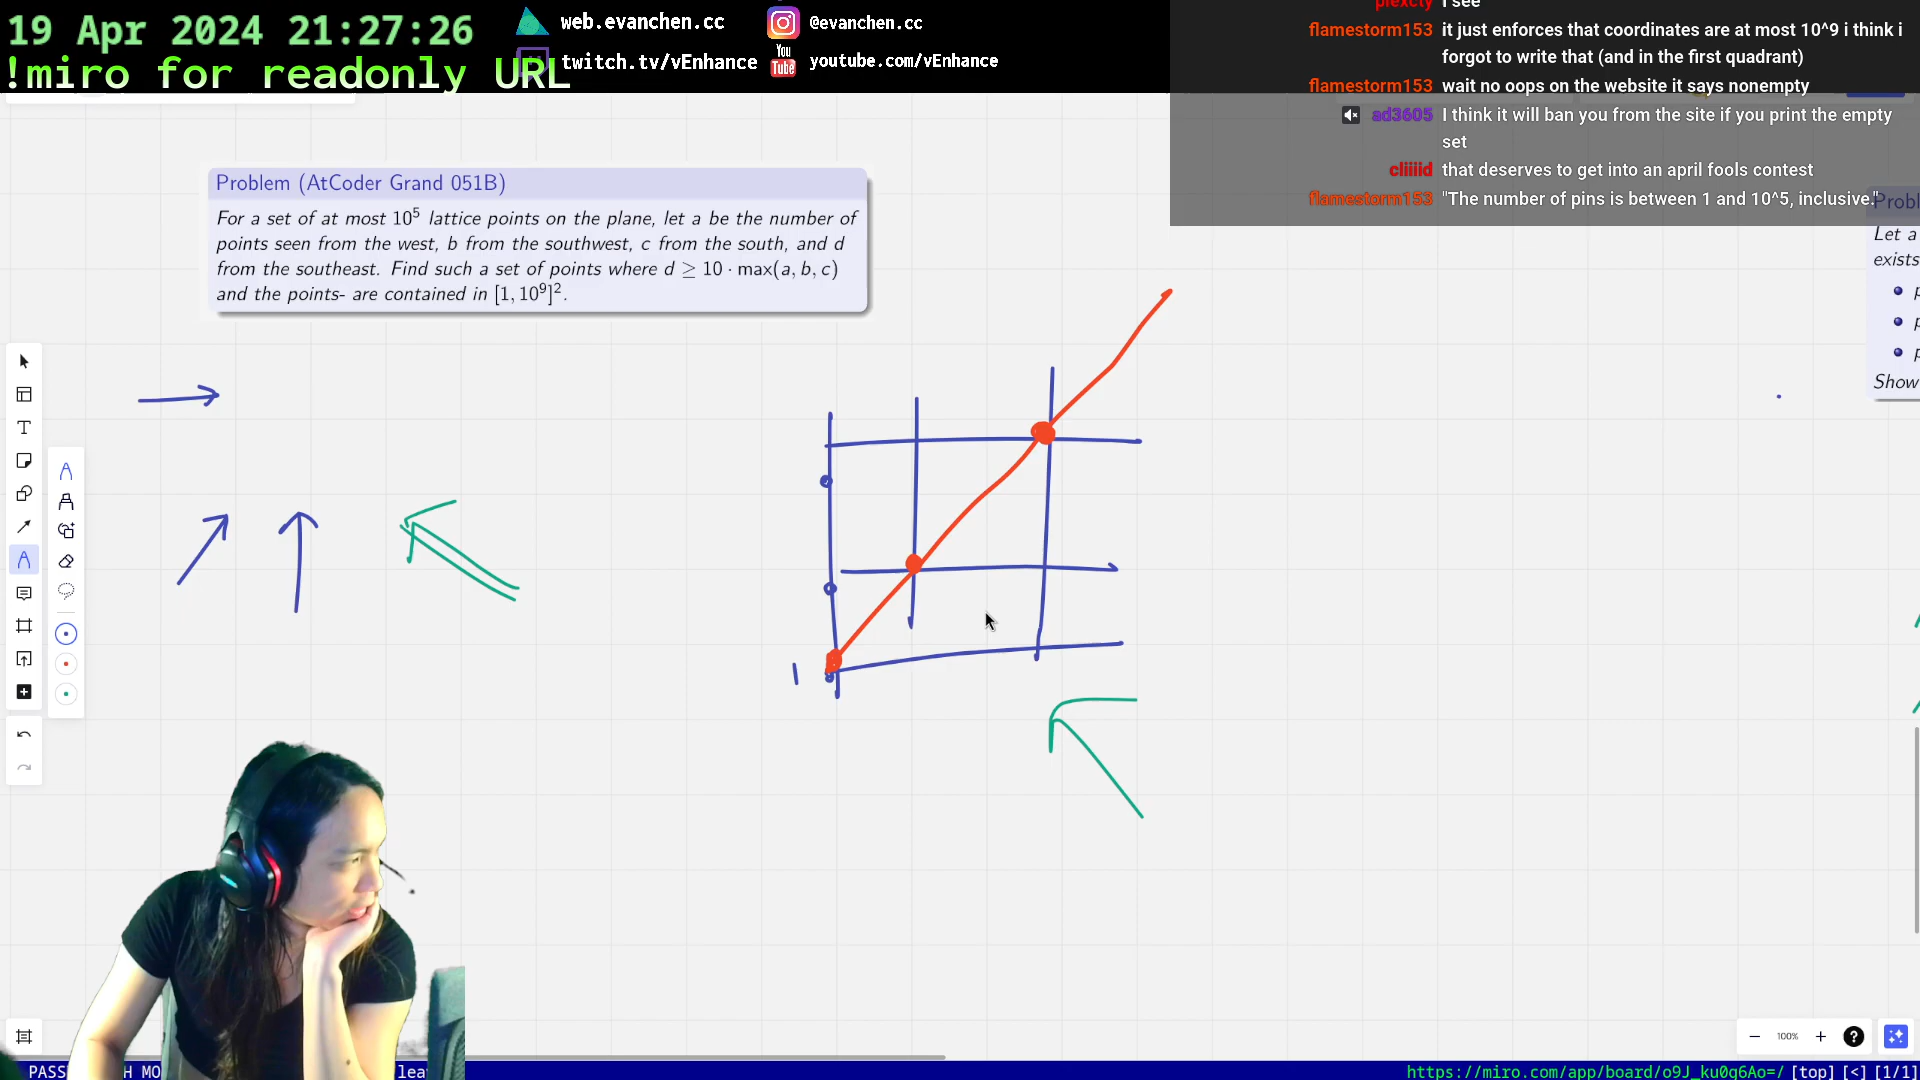 19 Apr 2024 21:27:26
!miro for readonly URL
web.evanchen.cc
@evanchen.cc
twitch.tv/vEnhance
You
Tube
youtube.com/vEnhance
plexcty I see
flamestorm153 it just enforces that coordinates are at most 10^9 i think i
forgot to write that (and in the first quadrant)
flamestorm153 wait no oops on the website it says nonempty
ad3605 I think it will ban you from the site if you print the empty
set
cliiiid that deserves to get into an april fools contest
flamestorm153 "The number of pins is between 1 and 10^5, inclusive."
Problem (AtCoder Grand 051B)
For a set of at most 10⁵ lattice points on the plane, let a be the number of
points seen from the west, b from the southwest, c from the south, and d
from the southeast. Find such a set of points where d ≥ 10 · max(a, b, c)
and the points- are contained in [1, 10⁹]².
Let a
exists
Show
1
100%
https://miro.com/app/board/o9J_ku0q6Ao=/ [top] [<] [1/1]